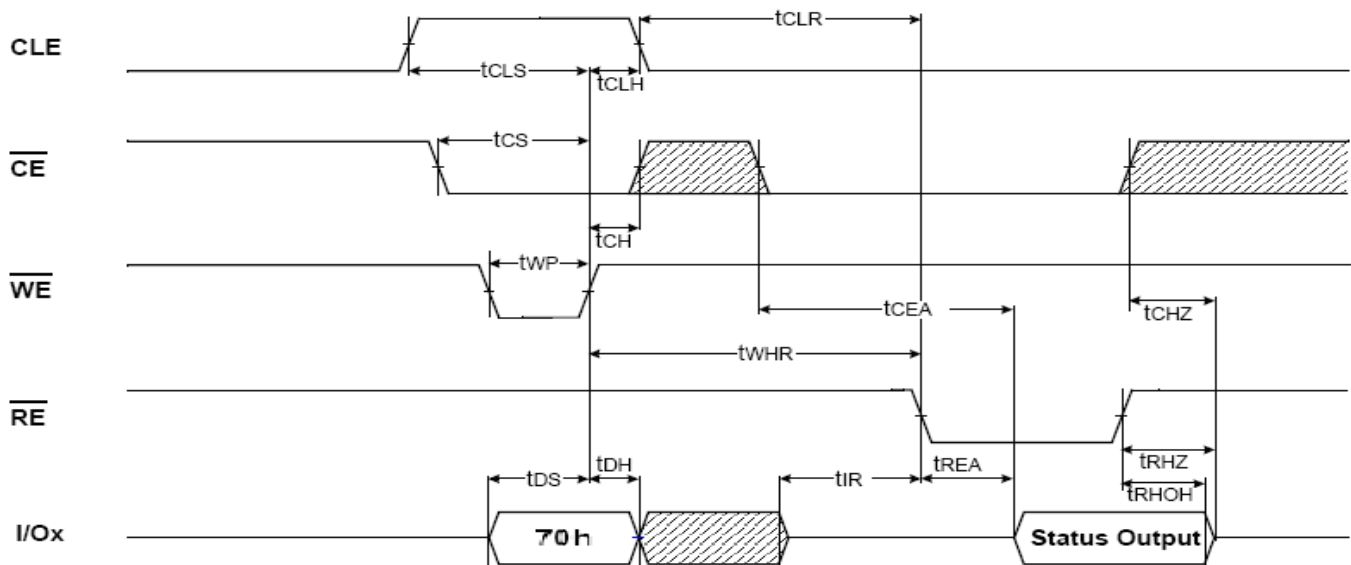 tCLR
CLE
tCLS
tCLH
tCS
CE
tCH
tWP
WE
tCEA
tCHZ
tWHR
RE
tDS
tDH
tIR
tREA
tRHZ
tRHOH
I/Ox
70h
Status Output